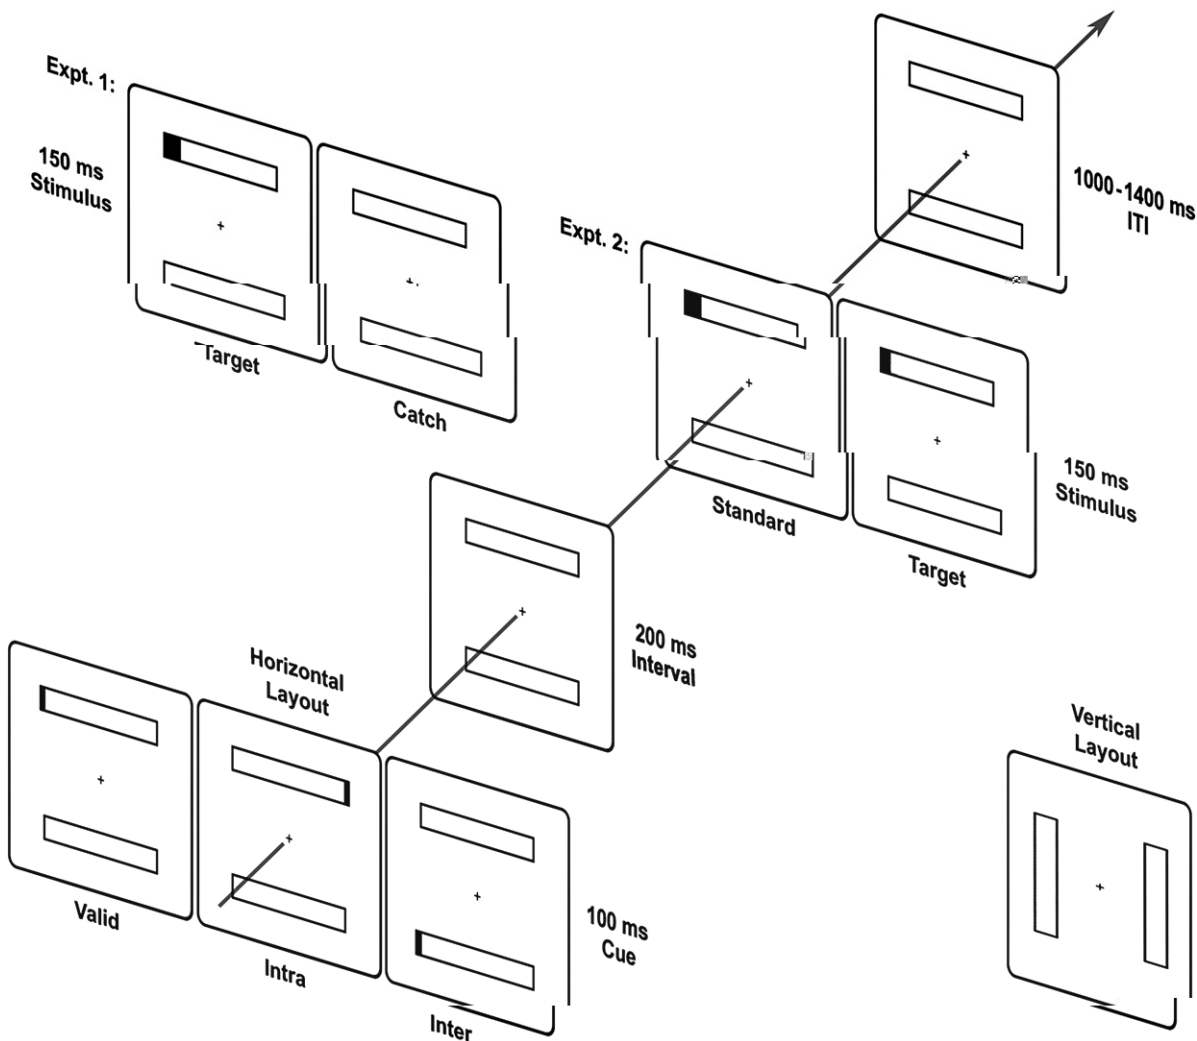 Expt. 1:
150 ms
Stimulus
Target
Catch
Expt. 2:
1000-1400 ms
ITI
Standard
Target
150 ms
Stimulus
200 ms
Interval
Horizontal
Layout
Valid
Intra
Inter
100 ms
Cue
Vertical
Layout